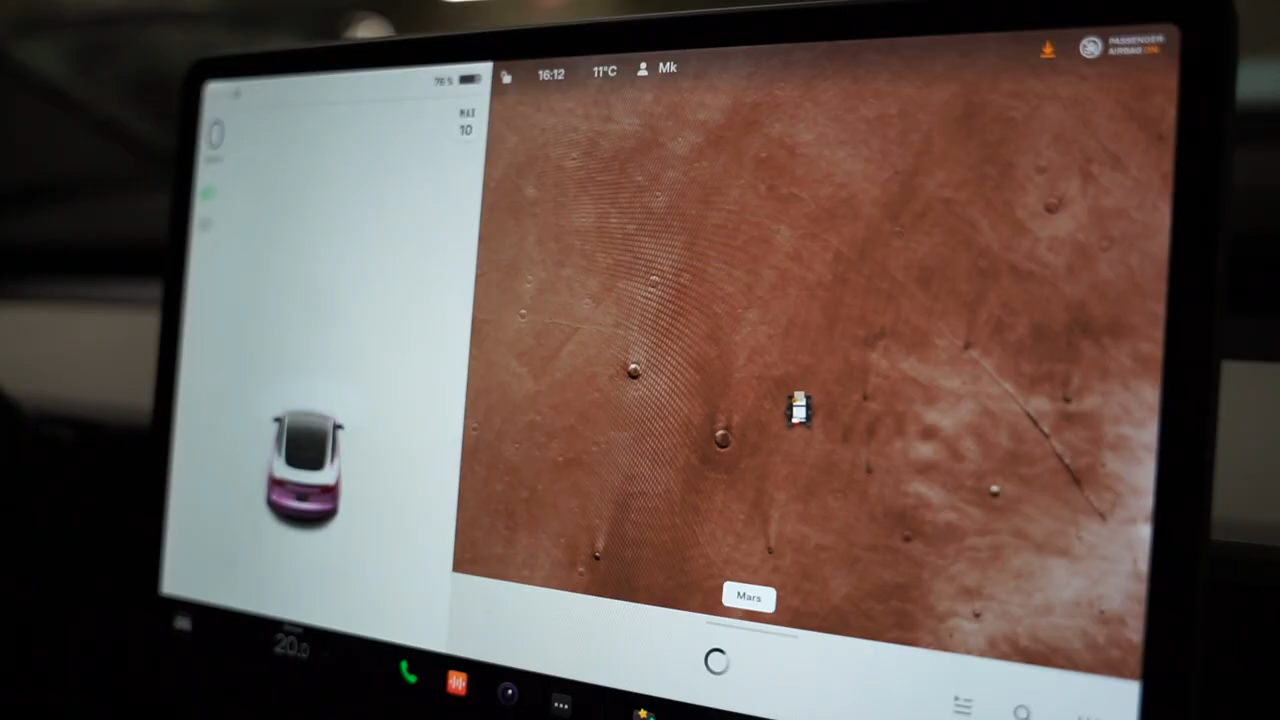 76 %
16:12
11°C
Mk
PASSENGER
AIRBAG ON
MAX
10
Mars
20.0